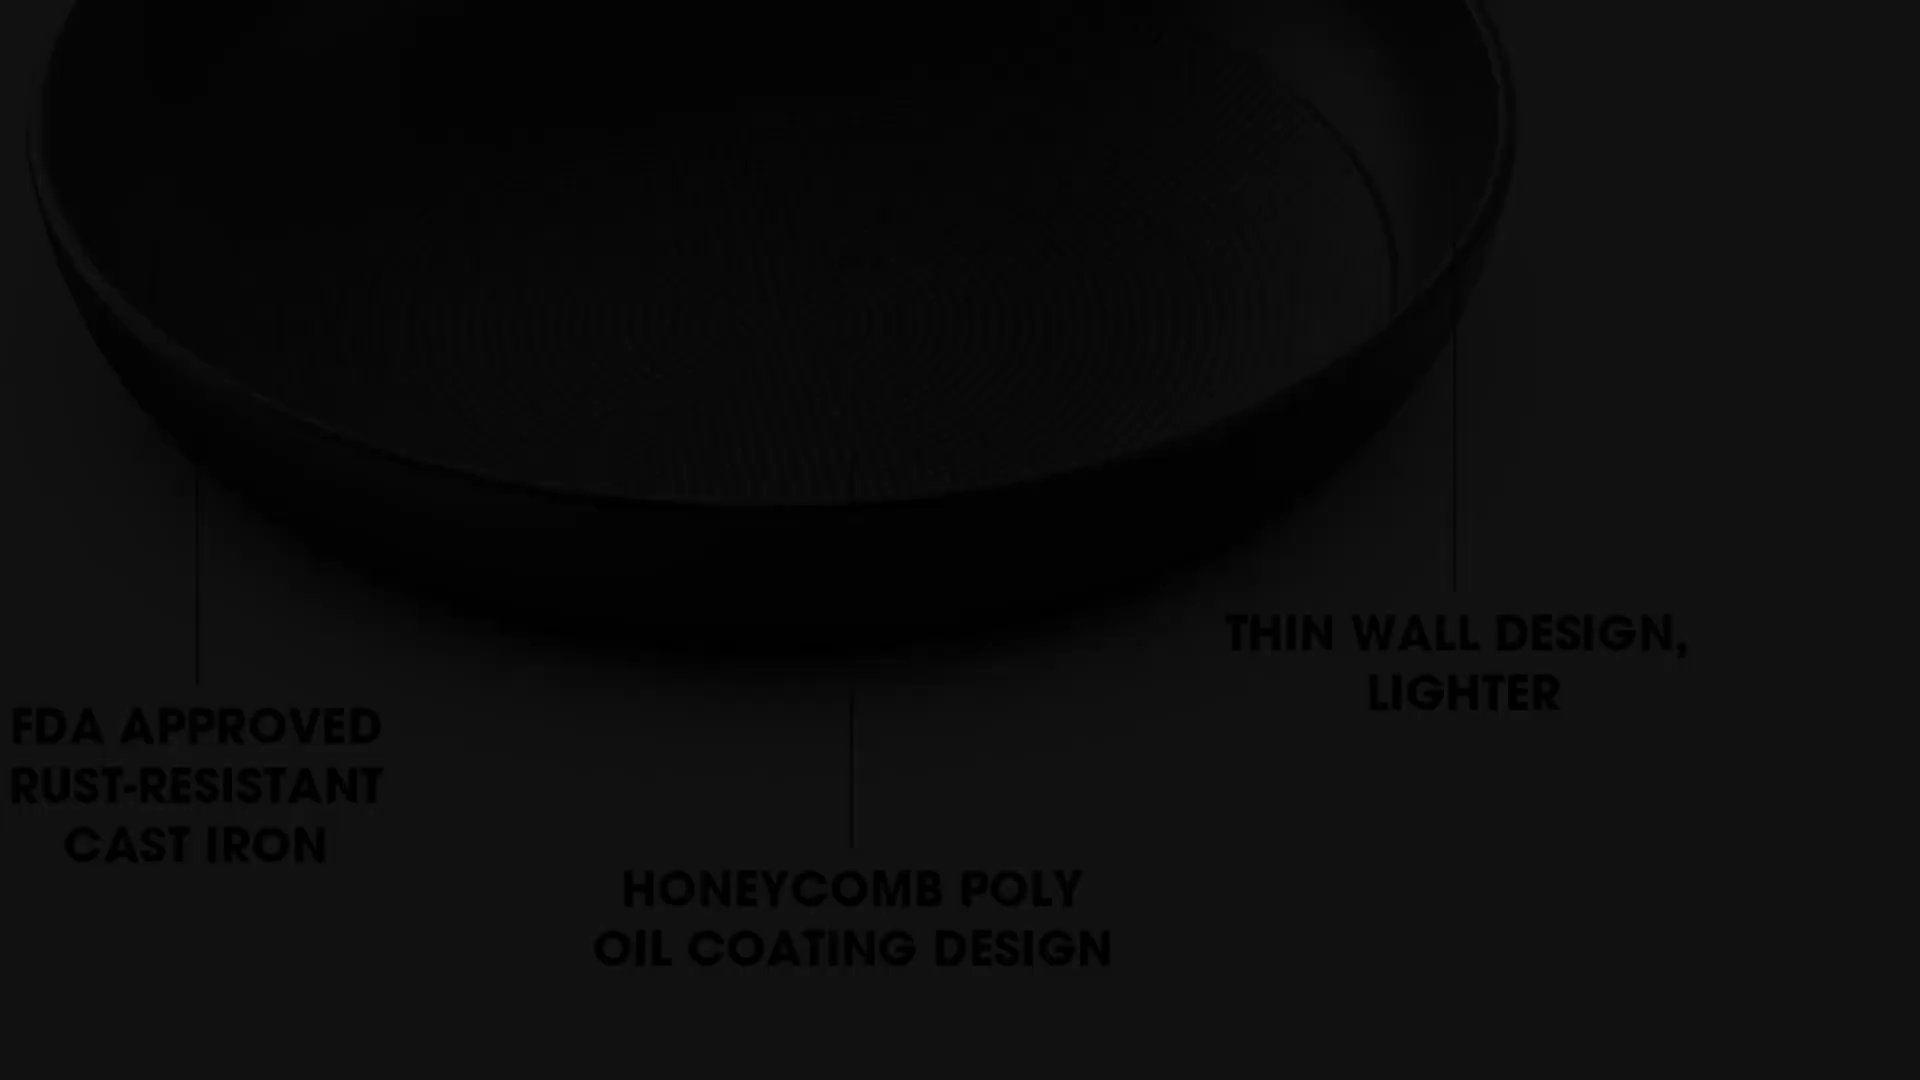 THIN WALL DESIGN,
LIGHTER
FDA APPROVED
RUST-RESISTANT
CAST IRON
HONEYCOMB POLY
OIL COATING DESIGN